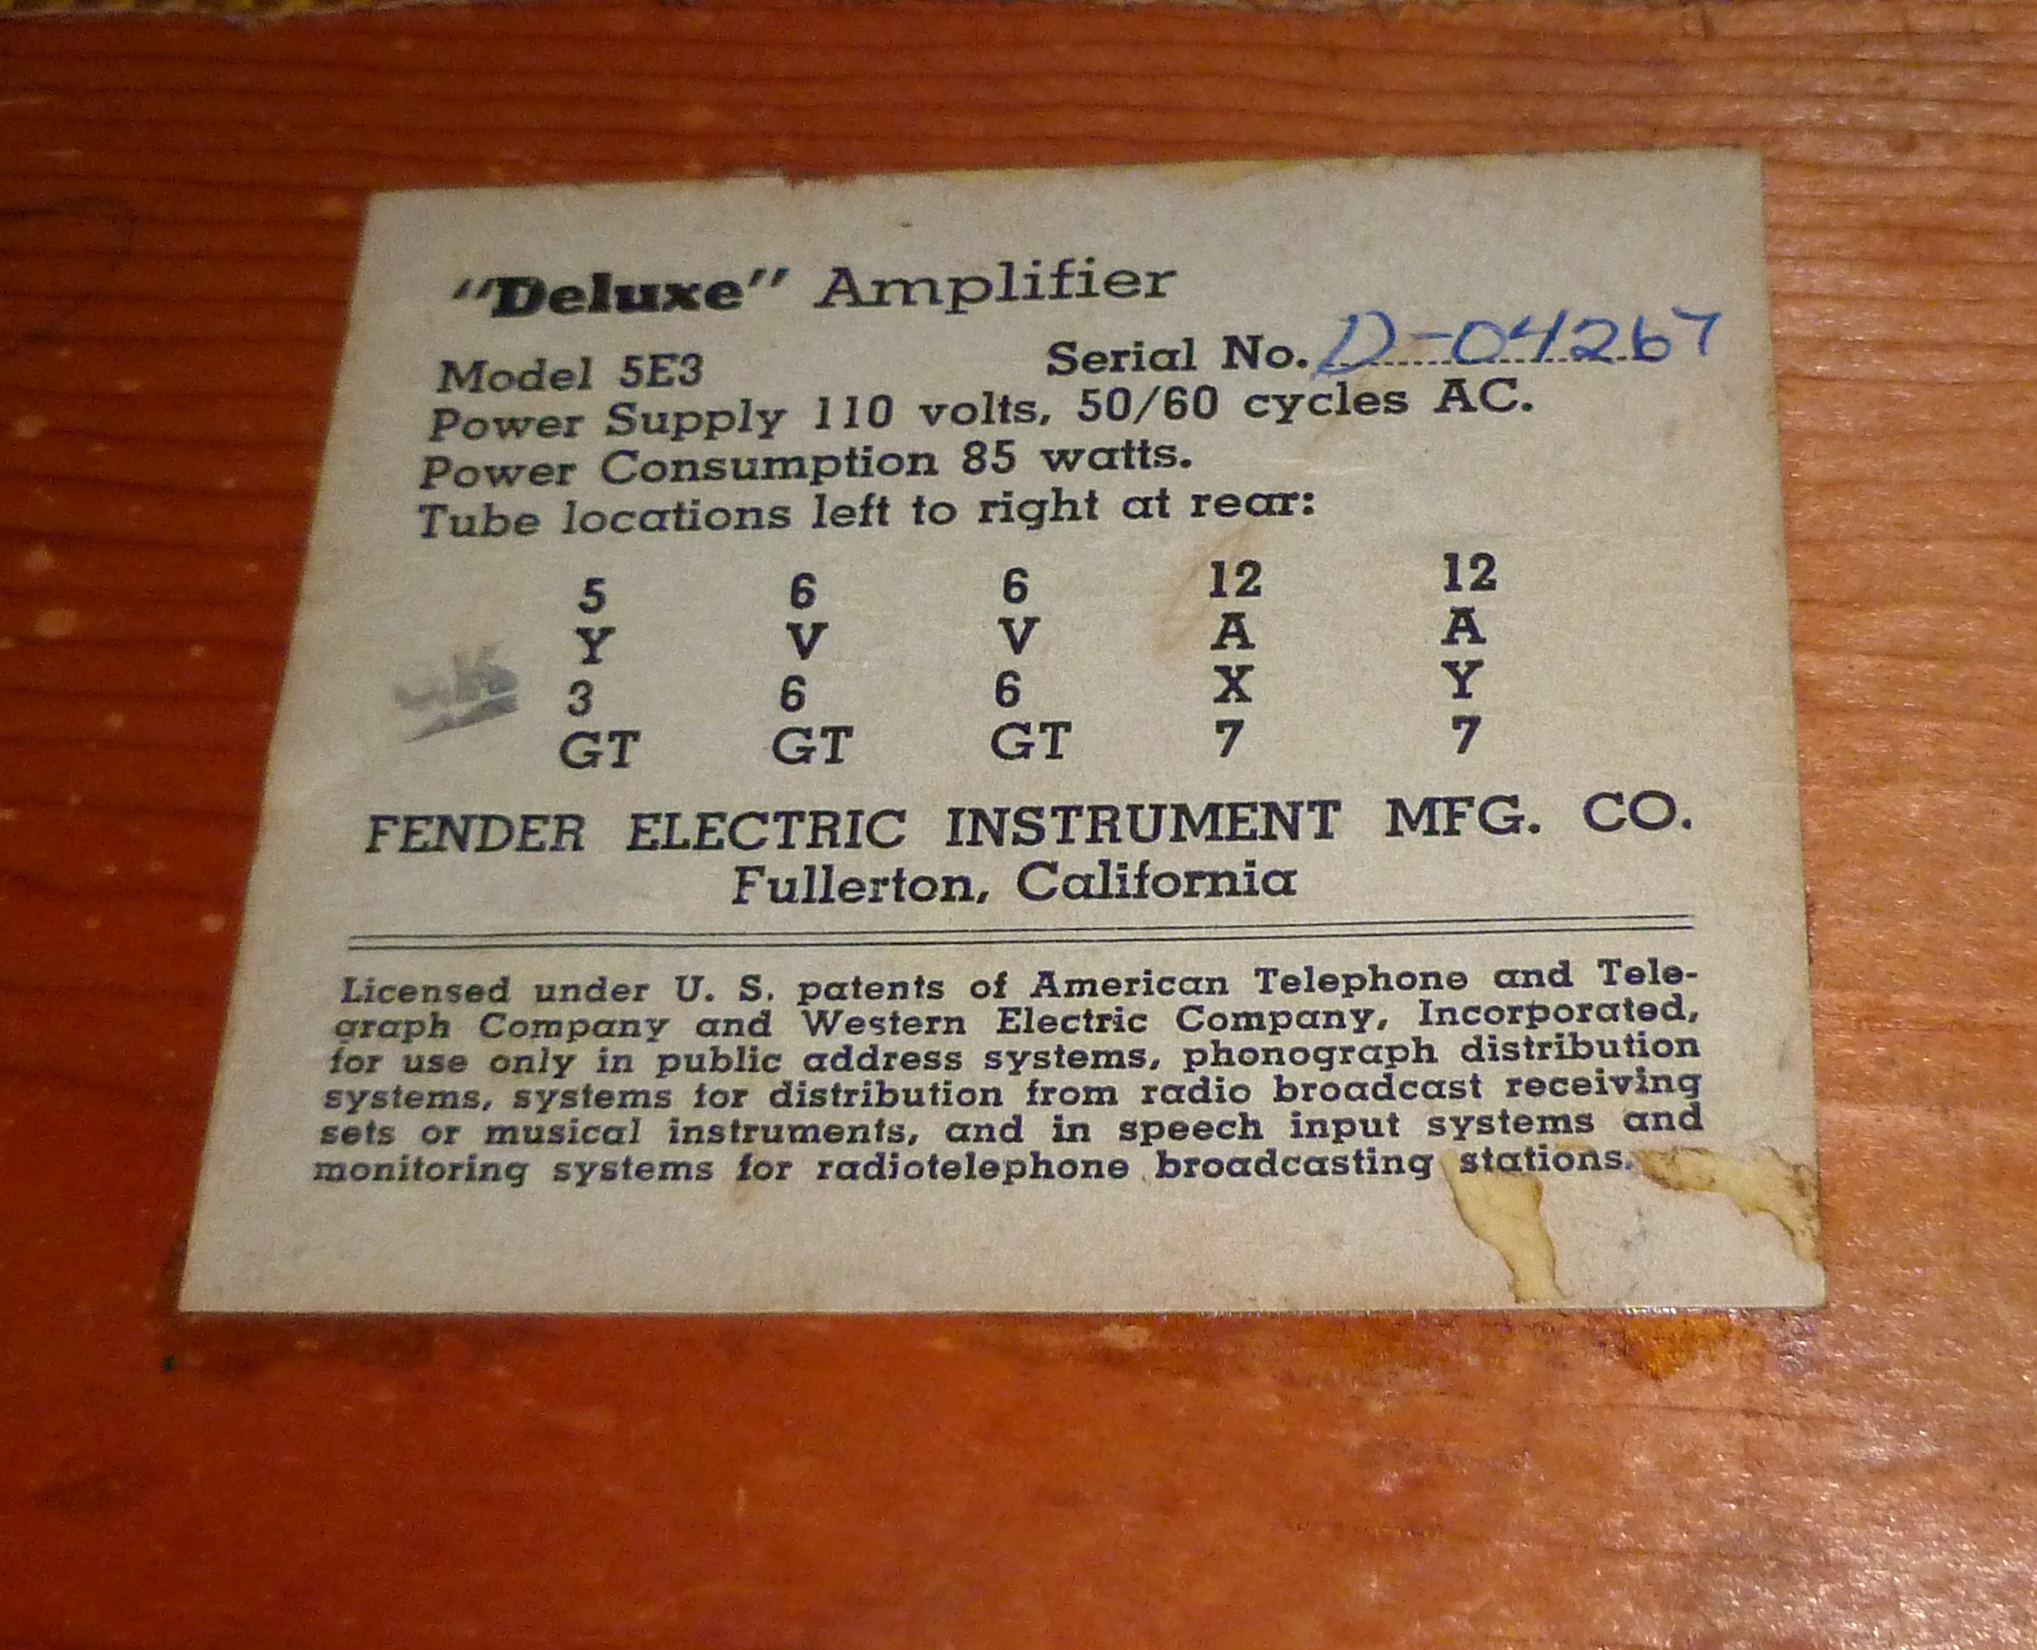 "Deluxe" Amplifier
Model 5E3 Serial No. D-04267
Power Supply 110 volts, 50/60 cycles AC.
Power Consumption 85 watts.
Tube locations left to right at rear:
5 6 6 12 12
Y V V A A
3 6 6 X Y
GT GT GT 7 7
FENDER ELECTRIC INSTRUMENT MFG. CO.
Fullerton, California
Licensed under U. S. patents of American Telephone and Tele-
graph Company and Western Electric Company, Incorporated,
for use only in public address systems, phonograph distribution
systems, systems for distribution from radio broadcast receiving
sets or musical instruments, and in speech input systems and
monitoring systems for radiotelephone broadcasting stations.